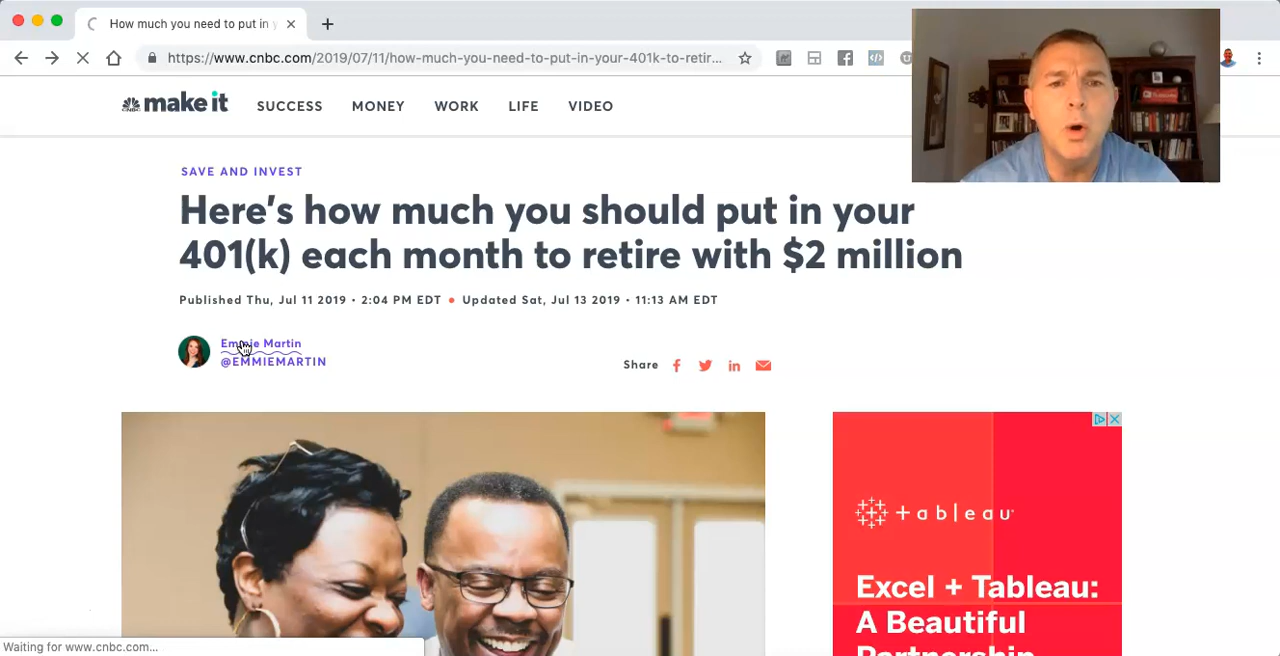 How much you need to put in y
https://www.cnbc.com/2019/07/11/how-much-you-need-to-put-in-your-401k-to-retir...
make it
SUCCESS
MONEY
WORK
LIFE
VIDEO
SAVE AND INVEST
Here's how much you should put in your
401(k) each month to retire with $2 million
Published Thu, Jul 11 2019 • 2:04 PM EDT • Updated Sat, Jul 13 2019 • 11:13 AM EDT
Emmie Martin
@EMMIEMARTIN
Share
+ableau
Excel + Tableau:
A Beautiful
Partnership
Waiting for www.cnbc.com...